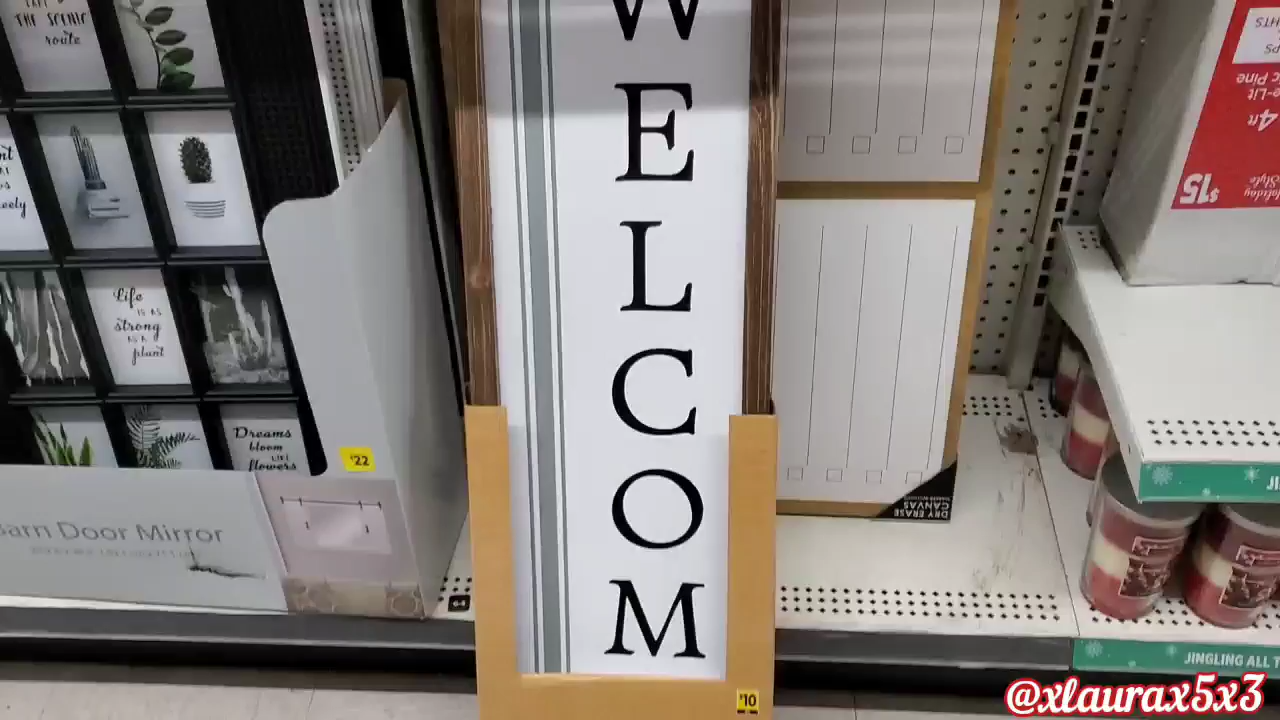 THE SCENIC
route
Life
IS AS
strong
AS A
plant
Dreams
bloom
LIKE
flowers
$22
Barn Door Mirror
W
E
L
C
O
M
$10
DRY ERASE
CANVAS
$15
4ft
JINGLING ALL T
@xlaurax5x3